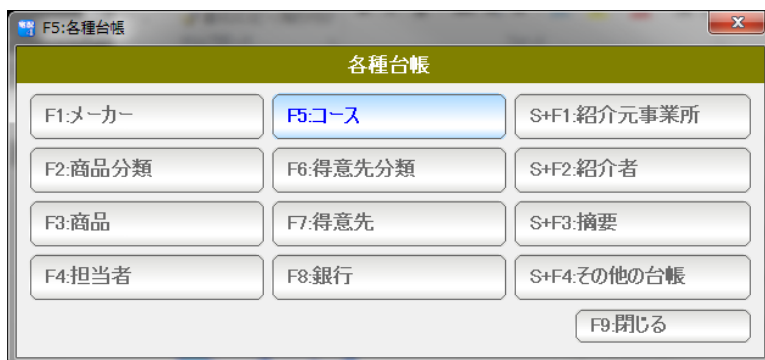 F5:各種台帳
各種台帳
F1:メーカー
F5:コース
S+F1:紹介元事業所
F2:商品分類
F6:得意先分類
S+F2:紹介者
F3:商品
F7:得意先
S+F3:摘要
F4:担当者
F8:銀行
S+F4:その他の台帳
F9:閉じる